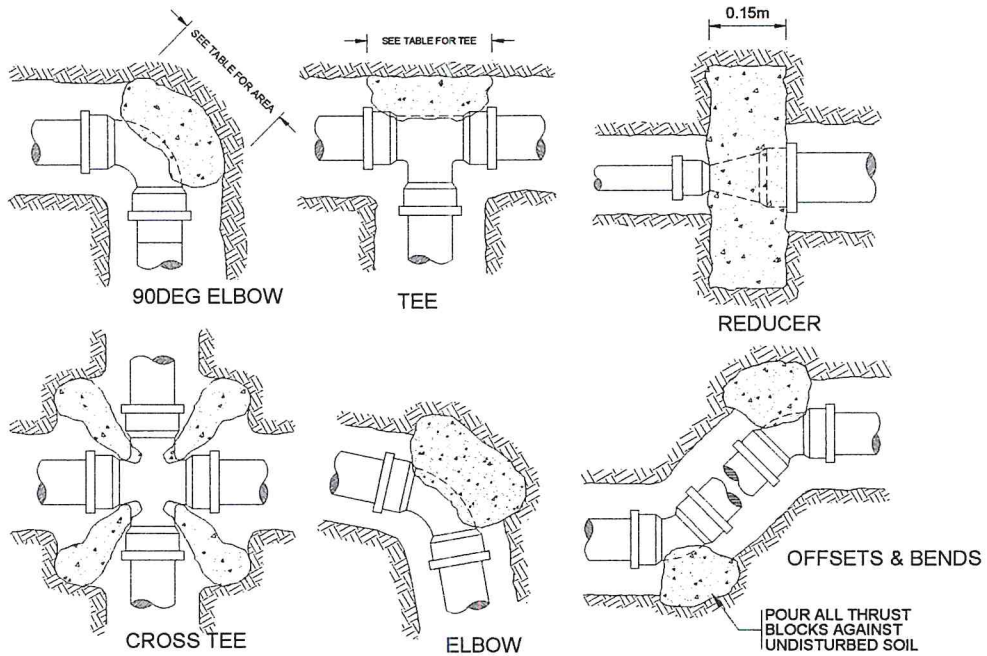 SEE TABLE FOR AREA
SEE TABLE FOR TEE
0.15m
90DEG ELBOW
TEE
REDUCER
CROSS TEE
ELBOW
OFFSETS & BENDS
POUR ALL THRUST
BLOCKS AGAINST
UNDISTURBED SOIL